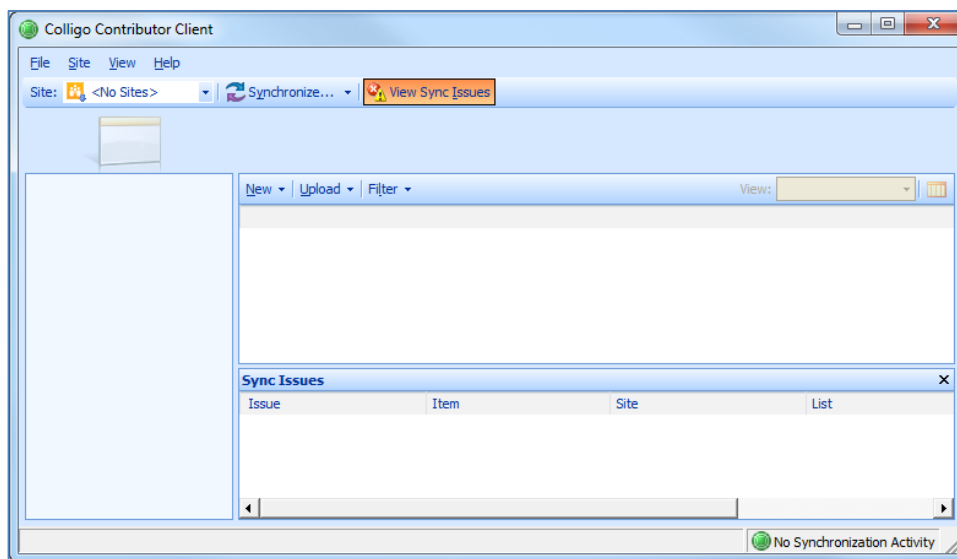 Colligo Contributor Client
File Site View Help
Site: <No Sites> Synchronize... View Sync Issues
New Upload Filter View:
Sync Issues
Issue Item Site List
No Synchronization Activity